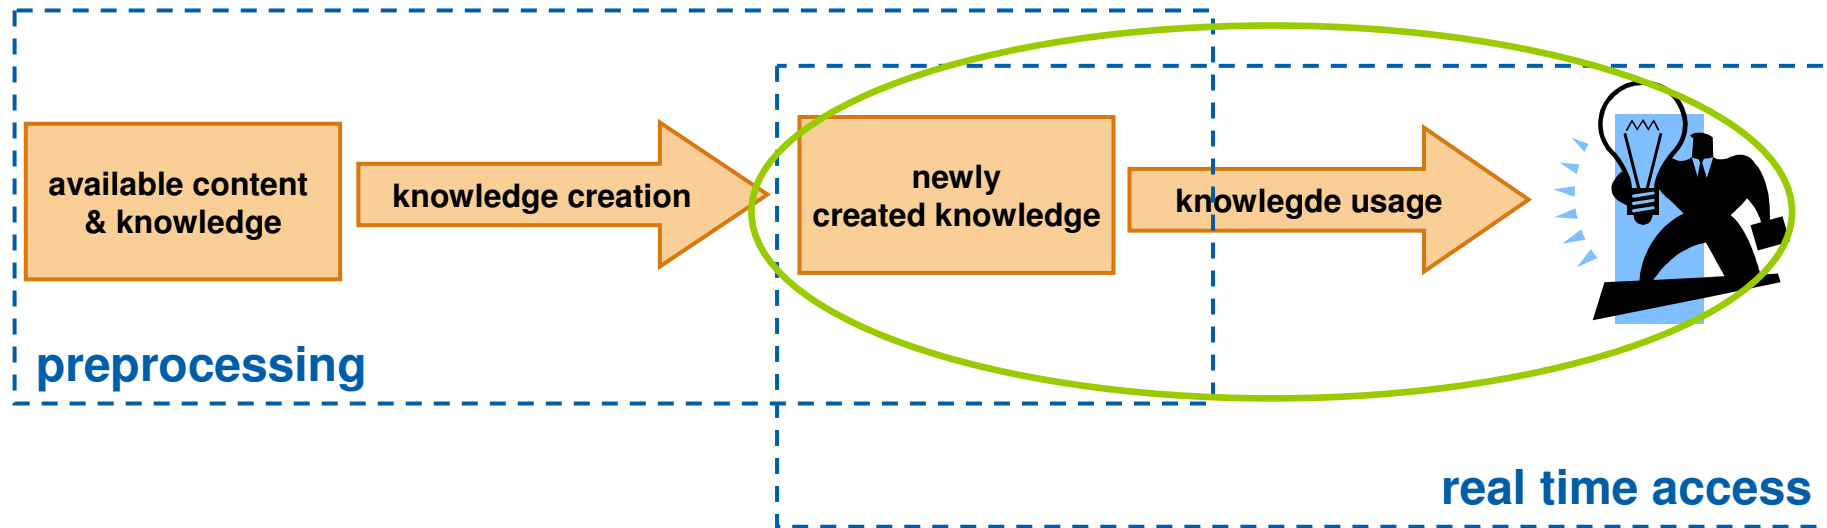 available content
& knowledge
knowledge creation
newly
created knowledge
knowlegde usage
preprocessing
real time access